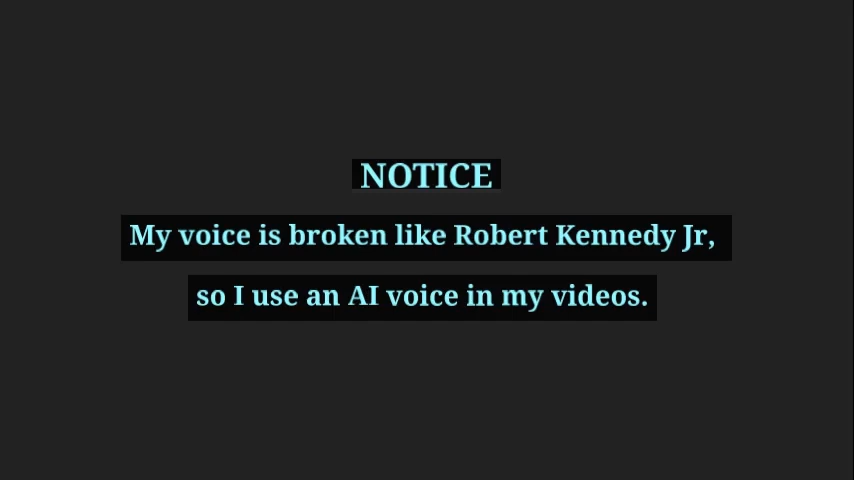 NOTICE
My voice is broken like Robert Kennedy Jr,
so I use an AI voice in my videos.